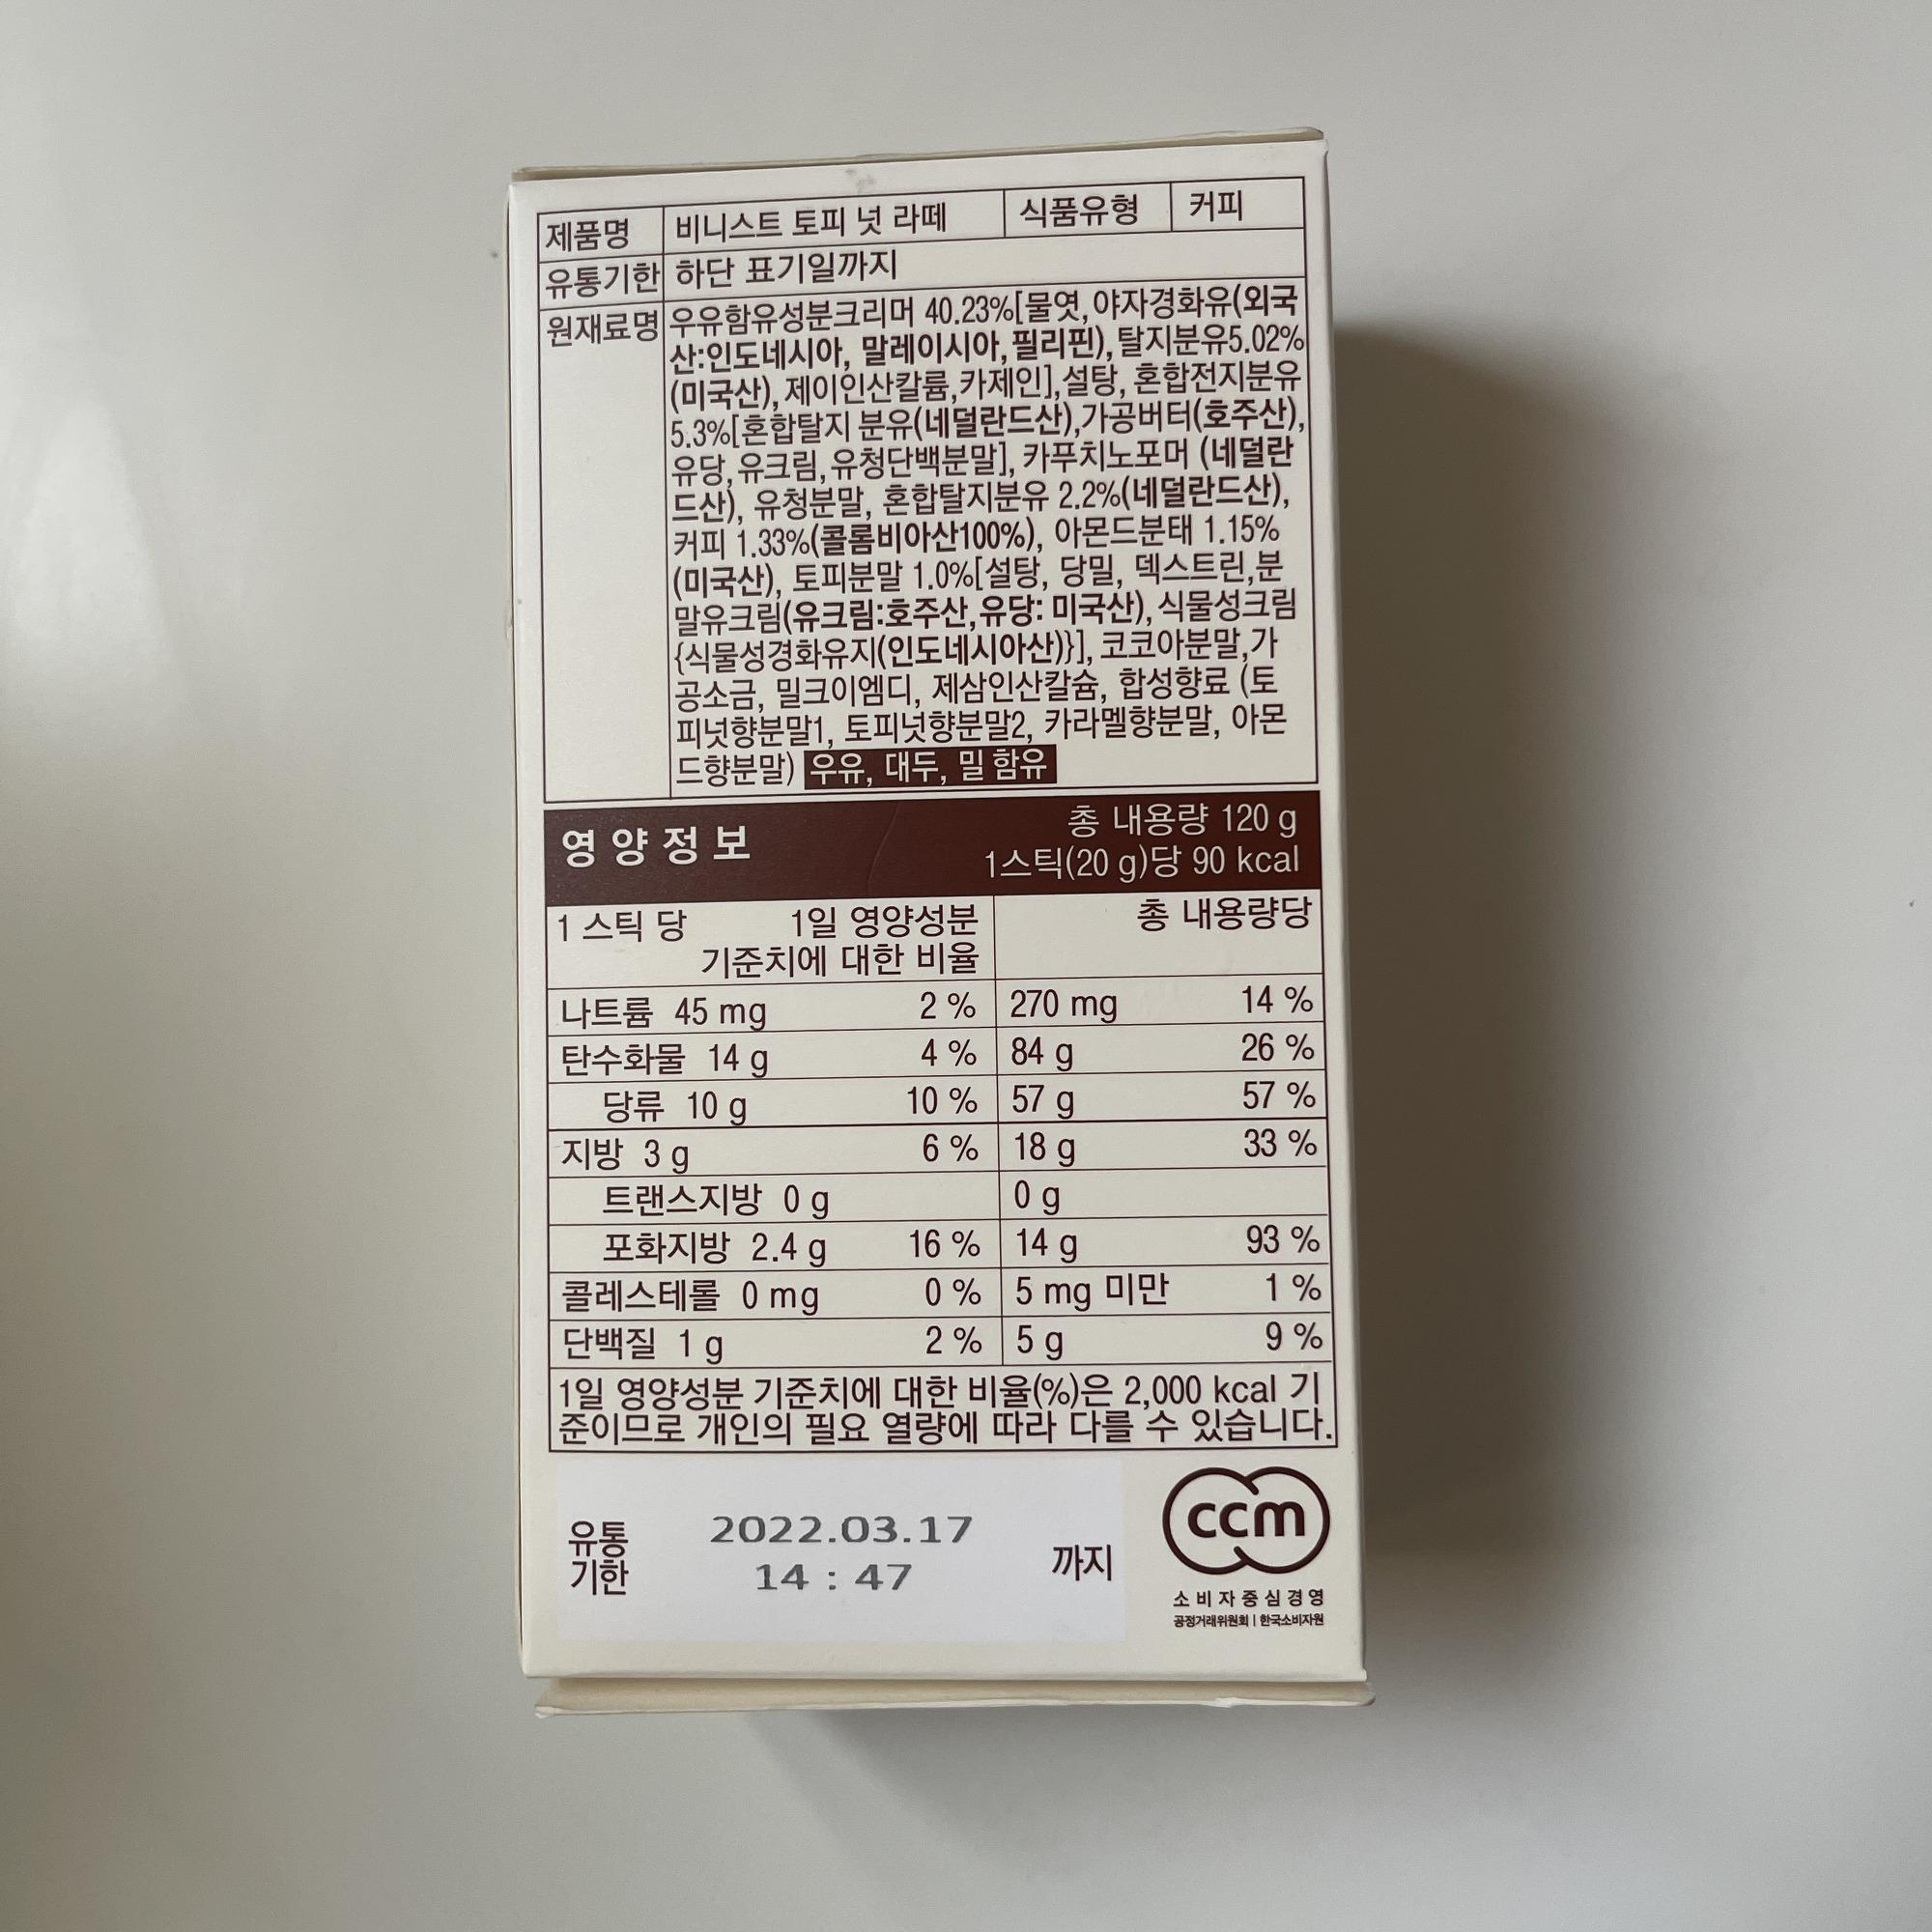 제품명 비니스트 토피 넛 라떼 식품유형 커피
유통기한 하단 표기일까지
원재료명 우유함유성분크리머 40.23%[물엿,야자경화유(외국
산:인도네시아, 말레이시아,필리핀),탈지분유5.02%
(미국산),제이인산칼륨,카제인],설탕, 혼합전지분유
5.3%[혼합탈지 분유(네덜란드산),가공버터(호주산),
유당,유크림,유청단백분말],카푸치노포머 (네덜란
드산), 유청분말, 혼합탈지분유 2.2%(네덜란드산),
커피 1.33%(콜롬비아산100%), 아몬드분태 1.15%
(미국산), 토피분말 1.0%[설탕, 당밀, 덱스트린,분
말유크림(유크림:호주산,유당: 미국산),식물성크림
{식물성경화유지(인도네시아산)}],코코아분말,가
공소금, 밀크이엠디, 제삼인산칼슘, 합성향료 (토
피넛향분말1, 토피넛향분말2, 카라멜향분말, 아몬
드향분말) 우유, 대두, 밀 함유
영양정보 총 내용량 120 g
1스틱(20 g)당 90 kcal
1 스틱 당 1일 영양성분 총 내용량당
기준치에 대한 비율
나트륨 45 mg 2 % 270 mg 14 %
탄수화물 14 g 4 % 84 g 26 %
당류 10 g 10 % 57 g 57 %
지방 3 g 6 % 18 g 33 %
트랜스지방 0 g 0 g
포화지방 2.4 g 16 % 14 g 93 %
콜레스테롤 0 mg 0 % 5 mg 미만 1 %
단백질 1 g 2 % 5 g 9 %
1일 영양성분 기준치에 대한 비율(%)은 2,000 kcal 기
준이므로 개인의 필요 열량에 따라 다를 수 있습니다.
유통
기한
2022.03.17
14 : 47
까지
ccm
소비자중심경영
공정거래위원회 | 한국소비자원